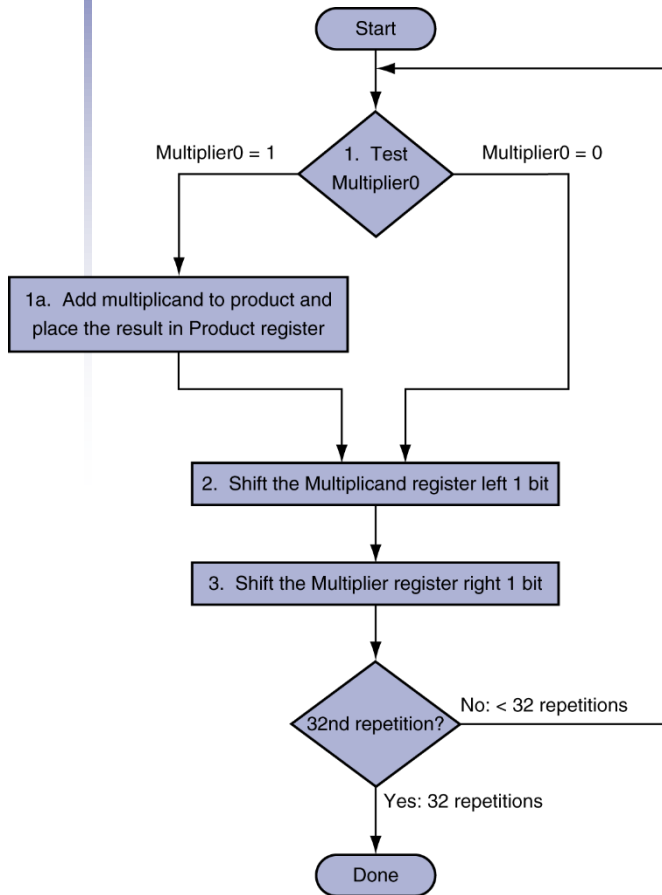 Start
Multiplier0 = 1
1. Test
Multiplier0
Multiplier0 = 0
1a. Add multiplicand to product and
place the result in Product register
2. Shift the Multiplicand register left 1 bit
3. Shift the Multiplier register right 1 bit
32nd repetition?
No: < 32 repetitions
Yes: 32 repetitions
Done